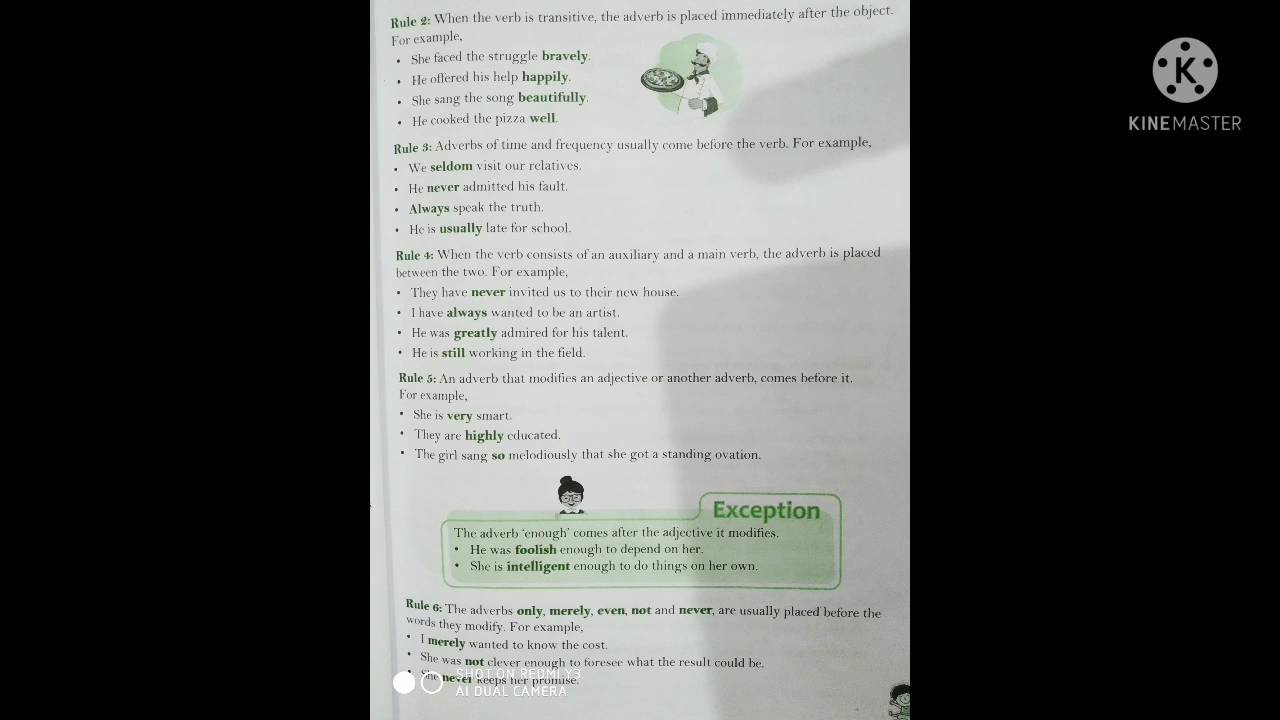 Rule 2: When the verb is transitive, the adverb is placed immediately after the object.
For example,
• She faced the struggle bravely.
• He offered his help happily.
• She sang the song beautifully.
• He cooked the pizza well.
Rule 3: Adverbs of time and frequency usually come before the verb. For example,
• We seldom visit our relatives.
• He never admitted his fault.
• Always speak the truth.
• He is usually late for school.
Rule 4: When the verb consists of an auxiliary and a main verb, the adverb is placed
between the two. For example,
• They have never invited us to their new house.
• I have always wanted to be an artist.
• He was greatly admired for his talent.
• He is still working in the field.
Rule 5: An adverb that modifies an adjective or another adverb, comes before it.
For example,
• She is very smart.
• They are highly educated.
• The girl sang so melodiously that she got a standing ovation.
Exception
The adverb ‘enough’ comes after the adjective it modifies.
• He was foolish enough to depend on her.
• She is intelligent enough to do things on her own.
Rule 6: The adverbs only, merely, even, not and never, are usually placed before the
words they modify. For example,
• I merely wanted to know the cost.
• She was not clever enough to foresee what the result could be.
• She never keeps her promise.
SHOT ON REDMI Y3
AI DUAL CAMERA
K
KINEMASTER